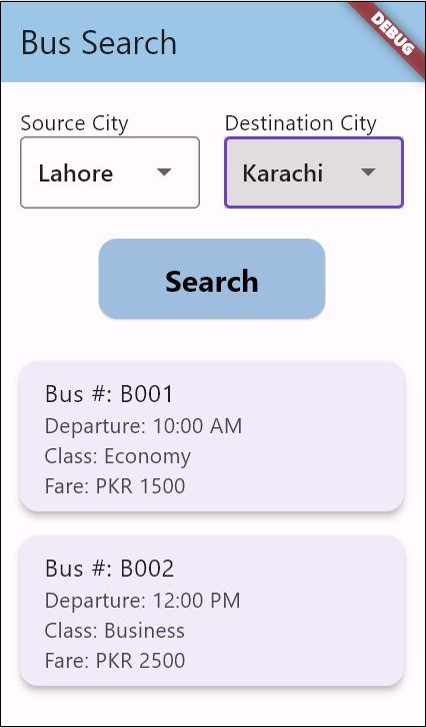 Bus Search
DEBUG
Source City
Destination City
Lahore
Karachi
Search
Bus #: B001
Departure: 10:00 AM
Class: Economy
Fare: PKR 1500
Bus #: B002
Departure: 12:00 PM
Class: Business
Fare: PKR 2500